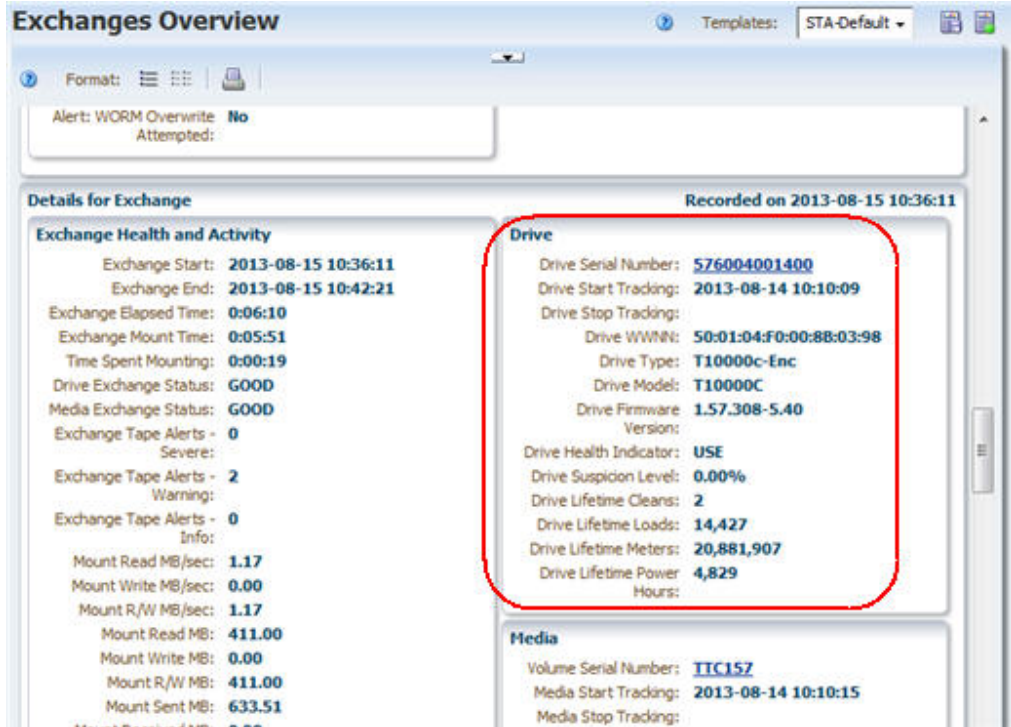 Exchanges Overview
Templates: STA-Default
Format:
Alert: WORM Overwrite No
Attempted:
Details for Exchange
Recorded on 2013-08-15 10:36:11
Exchange Health and Activity
Exchange Start: 2013-08-15 10:36:11
Exchange End: 2013-08-15 10:42:21
Exchange Elapsed Time: 0:06:10
Exchange Mount Time: 0:05:51
Time Spent Mounting: 0:00:19
Drive Exchange Status: GOOD
Media Exchange Status: GOOD
Exchange Tape Alerts - 0
Severe:
Exchange Tape Alerts - 2
Warning:
Exchange Tape Alerts - 0
Info:
Mount Read MB/sec: 1.17
Mount Write MB/sec: 0.00
Mount R/W MB/sec: 1.17
Mount Read MB: 411.00
Mount Write MB: 0.00
Mount R/W MB: 411.00
Mount Sent MB: 633.51
Mount Received MB: 0.00
Drive
Drive Serial Number: 576004001400
Drive Start Tracking: 2013-08-14 10:10:09
Drive Stop Tracking:
Drive WWNN: 50:01:04:F0:00:8B:03:98
Drive Type: T10000c-Enc
Drive Model: T10000C
Drive Firmware 1.57.308-5.40
Version:
Drive Health Indicator: USE
Drive Suspicion Level: 0.00%
Drive Lifetime Cleans: 2
Drive Lifetime Loads: 14,427
Drive Lifetime Meters: 20,881,907
Drive Lifetime Power 4,829
Hours:
Media
Volume Serial Number: TTC157
Media Start Tracking: 2013-08-14 10:10:15
Media Stop Tracking: